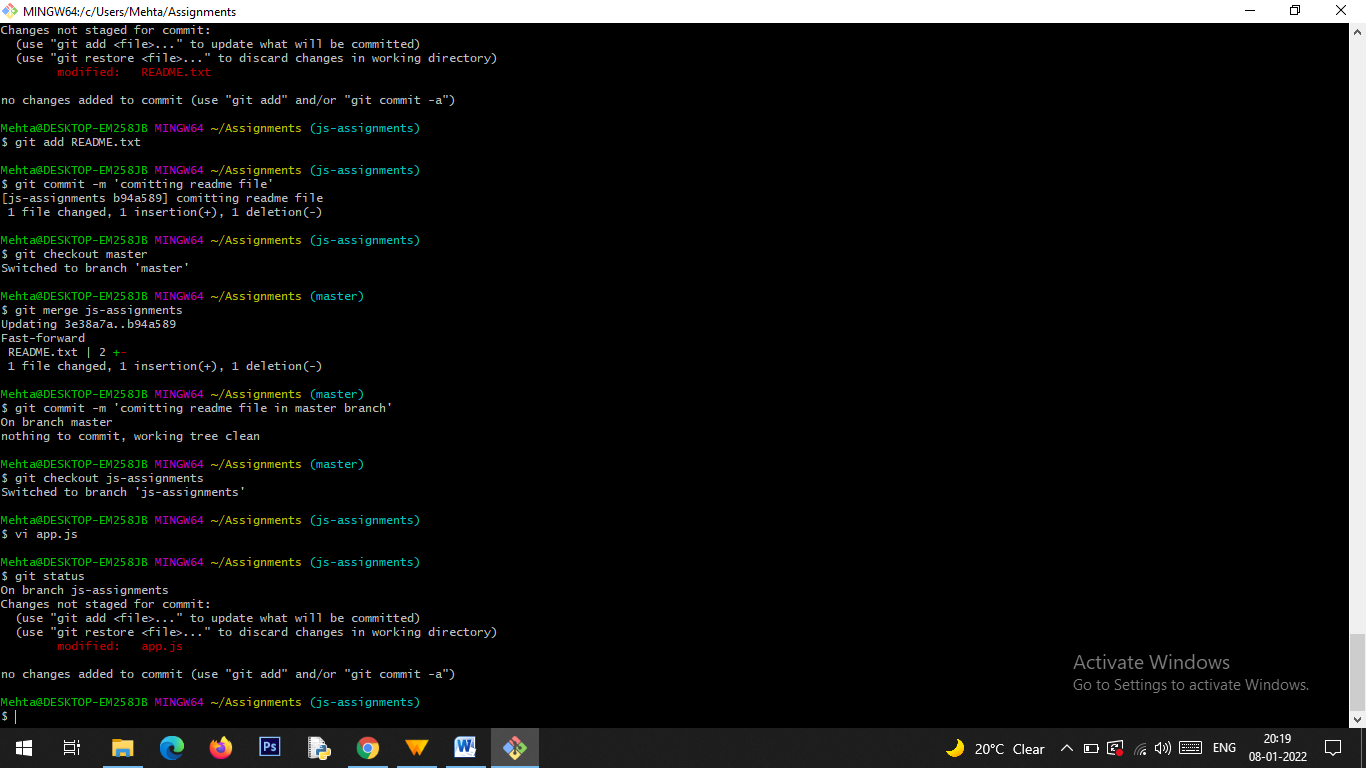 MINGW64:/c/Users/Mehta/Assignments
Changes not staged for commit:
  (use "git add <file>..." to update what will be committed)
  (use "git restore <file>..." to discard changes in working directory)
        modified:   README.txt

no changes added to commit (use "git add" and/or "git commit -a")

Mehta@DESKTOP-EM258JB MINGW64 ~/Assignments (js-assignments)
$ git add README.txt

Mehta@DESKTOP-EM258JB MINGW64 ~/Assignments (js-assignments)
$ git commit -m 'comitting readme file'
[js-assignments b94a589] comitting readme file
 1 file changed, 1 insertion(+), 1 deletion(-)

Mehta@DESKTOP-EM258JB MINGW64 ~/Assignments (js-assignments)
$ git checkout master
Switched to branch 'master'

Mehta@DESKTOP-EM258JB MINGW64 ~/Assignments (master)
$ git merge js-assignments
Updating 3e38a7a..b94a589
Fast-forward
 README.txt | 2 +-
 1 file changed, 1 insertion(+), 1 deletion(-)

Mehta@DESKTOP-EM258JB MINGW64 ~/Assignments (master)
$ git commit -m 'comitting readme file in master branch'
On branch master
nothing to commit, working tree clean

Mehta@DESKTOP-EM258JB MINGW64 ~/Assignments (master)
$ git checkout js-assignments
Switched to branch 'js-assignments'

Mehta@DESKTOP-EM258JB MINGW64 ~/Assignments (js-assignments)
$ vi app.js

Mehta@DESKTOP-EM258JB MINGW64 ~/Assignments (js-assignments)
$ git status
On branch js-assignments
Changes not staged for commit:
  (use "git add <file>..." to update what will be committed)
  (use "git restore <file>..." to discard changes in working directory)
        modified:   app.js

no changes added to commit (use "git add" and/or "git commit -a")

Mehta@DESKTOP-EM258JB MINGW64 ~/Assignments (js-assignments)
$
Activate Windows
Go to Settings to activate Windows.
Ps
W
20°C Clear
ENG
20:19
08-01-2022